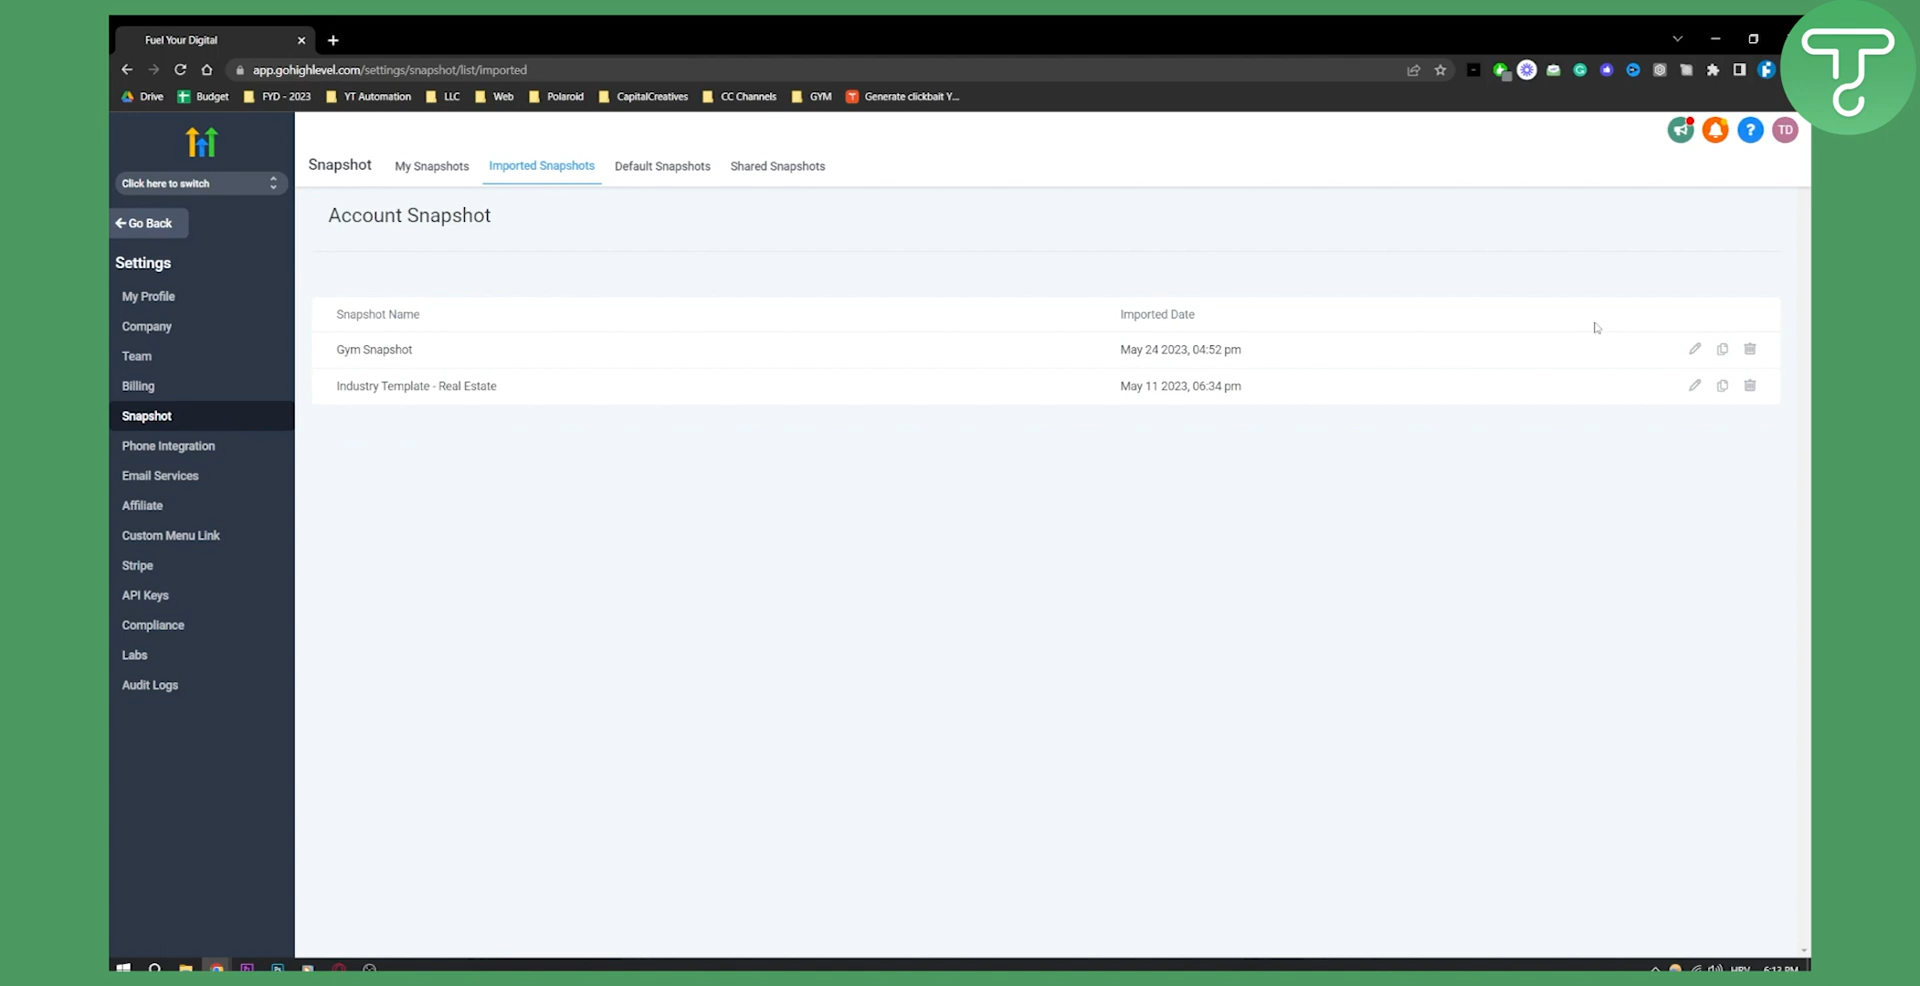 Fuel Your Digital
app.gohighlevel.com/settings/snapshot/list/imported
Drive Budget FYD - 2023 YT Automation LLC Web Polaroid CapitalCreatives CC Channels GYM Generate clickbait Y...
TD
Click here to switch
Snapshot My Snapshots Imported Snapshots Default Snapshots Shared Snapshots
Go Back
Account Snapshot
Settings
My Profile
Company
Team
Billing
Snapshot
Phone Integration
Email Services
Affiliate
Custom Menu Link
Stripe
API Keys
Compliance
Labs
Audit Logs
Snapshot Name Imported Date
Gym Snapshot May 24 2023, 04:52 pm
Industry Template - Real Estate May 11 2023, 06:34 pm
HRV 6:13 PM